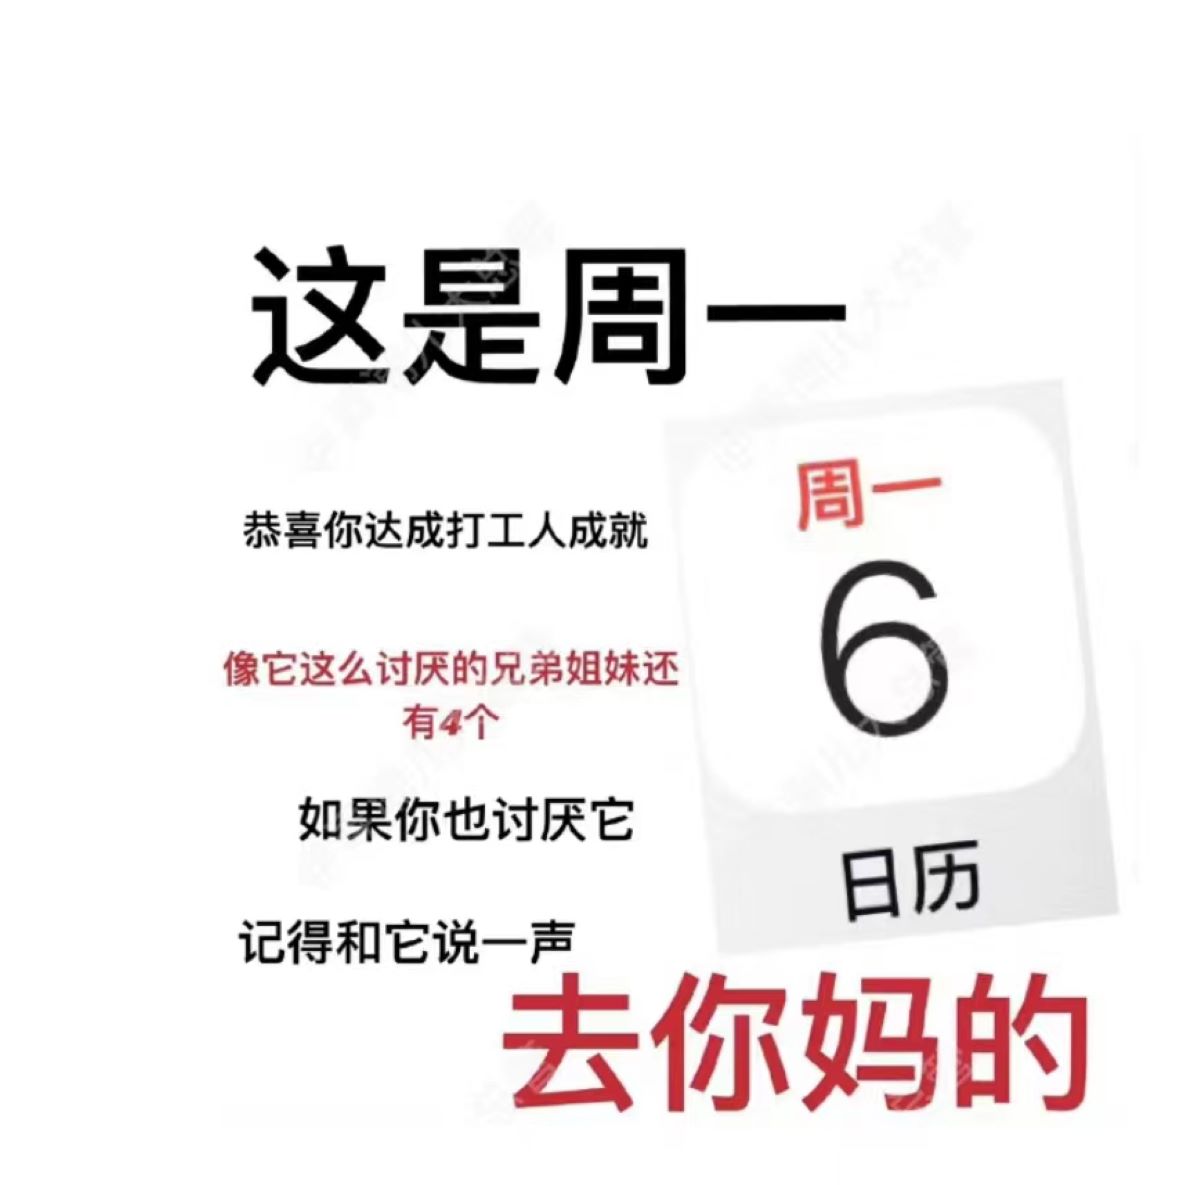 这是周一
周一
6
日历
恭喜你达成打工人成就
像它这么讨厌的兄弟姐妹还
有4个
如果你也讨厌它
记得和它说一声
去你妈的